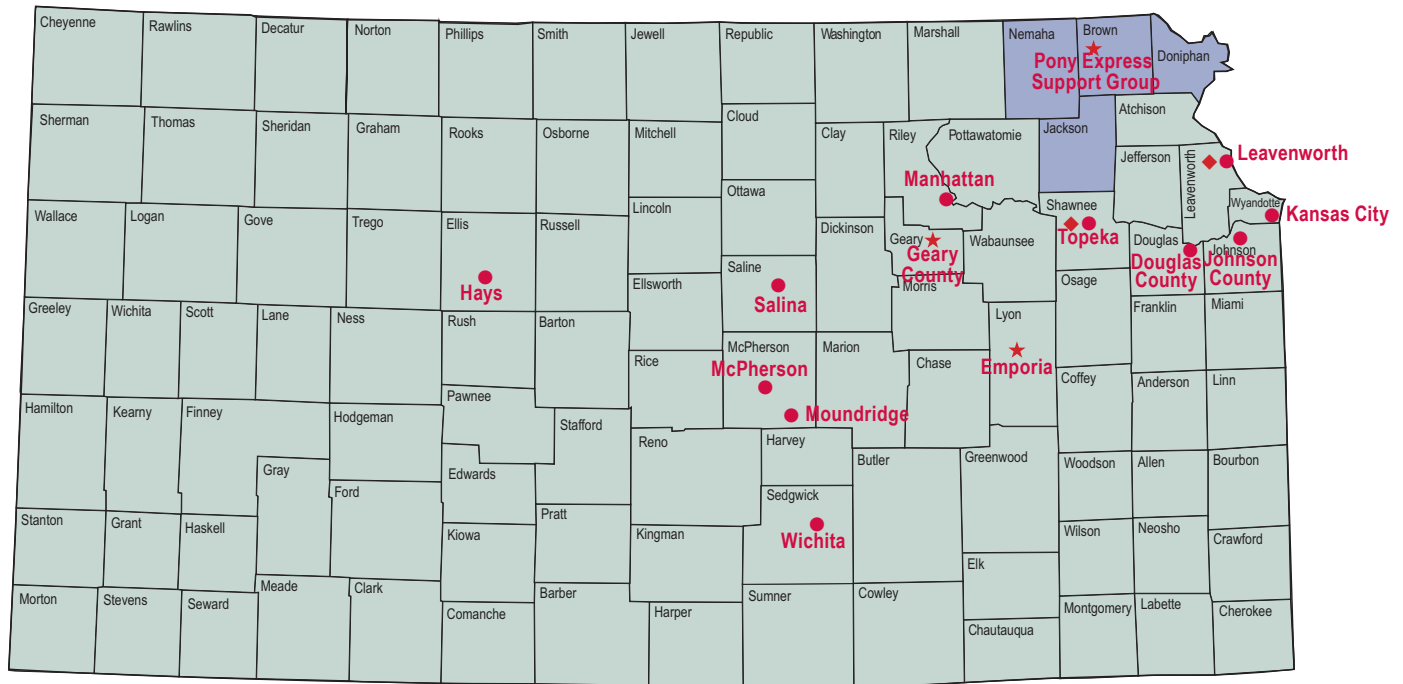 Cheyenne
Rawlins
Decatur
Norton
Phillips
Smith
Jewell
Republic
Washington
Marshall
Nemaha
Brown
Doniphan
Pony Express
Support Group
Atchison
Sherman
Thomas
Sheridan
Graham
Rooks
Osborne
Mitchell
Cloud
Clay
Riley
Pottawatomie
Jackson
Jefferson
Leavenworth
Leavenworth
Manhattan
Ottawa
Wyandotte
Kansas City
Wallace
Logan
Gove
Trego
Ellis
Russell
Lincoln
Dickinson
Geary
Geary
County
Wabaunsee
Shawnee
Topeka
Douglas
Douglas
County
Johnson
Johnson
County
Hays
Saline
Salina
Ellsworth
Morris
Osage
Franklin
Miami
Greeley
Wichita
Scott
Lane
Ness
Rush
Barton
Rice
McPherson
McPherson
Moundridge
Marion
Chase
Lyon
Emporia
Coffey
Anderson
Linn
Hamilton
Kearny
Finney
Hodgeman
Pawnee
Stafford
Reno
Harvey
Butler
Greenwood
Woodson
Allen
Bourbon
Gray
Ford
Edwards
Sedgwick
Wichita
Stanton
Grant
Haskell
Kiowa
Pratt
Kingman
Elk
Wilson
Neosho
Crawford
Morton
Stevens
Seward
Meade
Clark
Comanche
Barber
Harper
Sumner
Cowley
Chautauqua
Montgomery
Labette
Cherokee